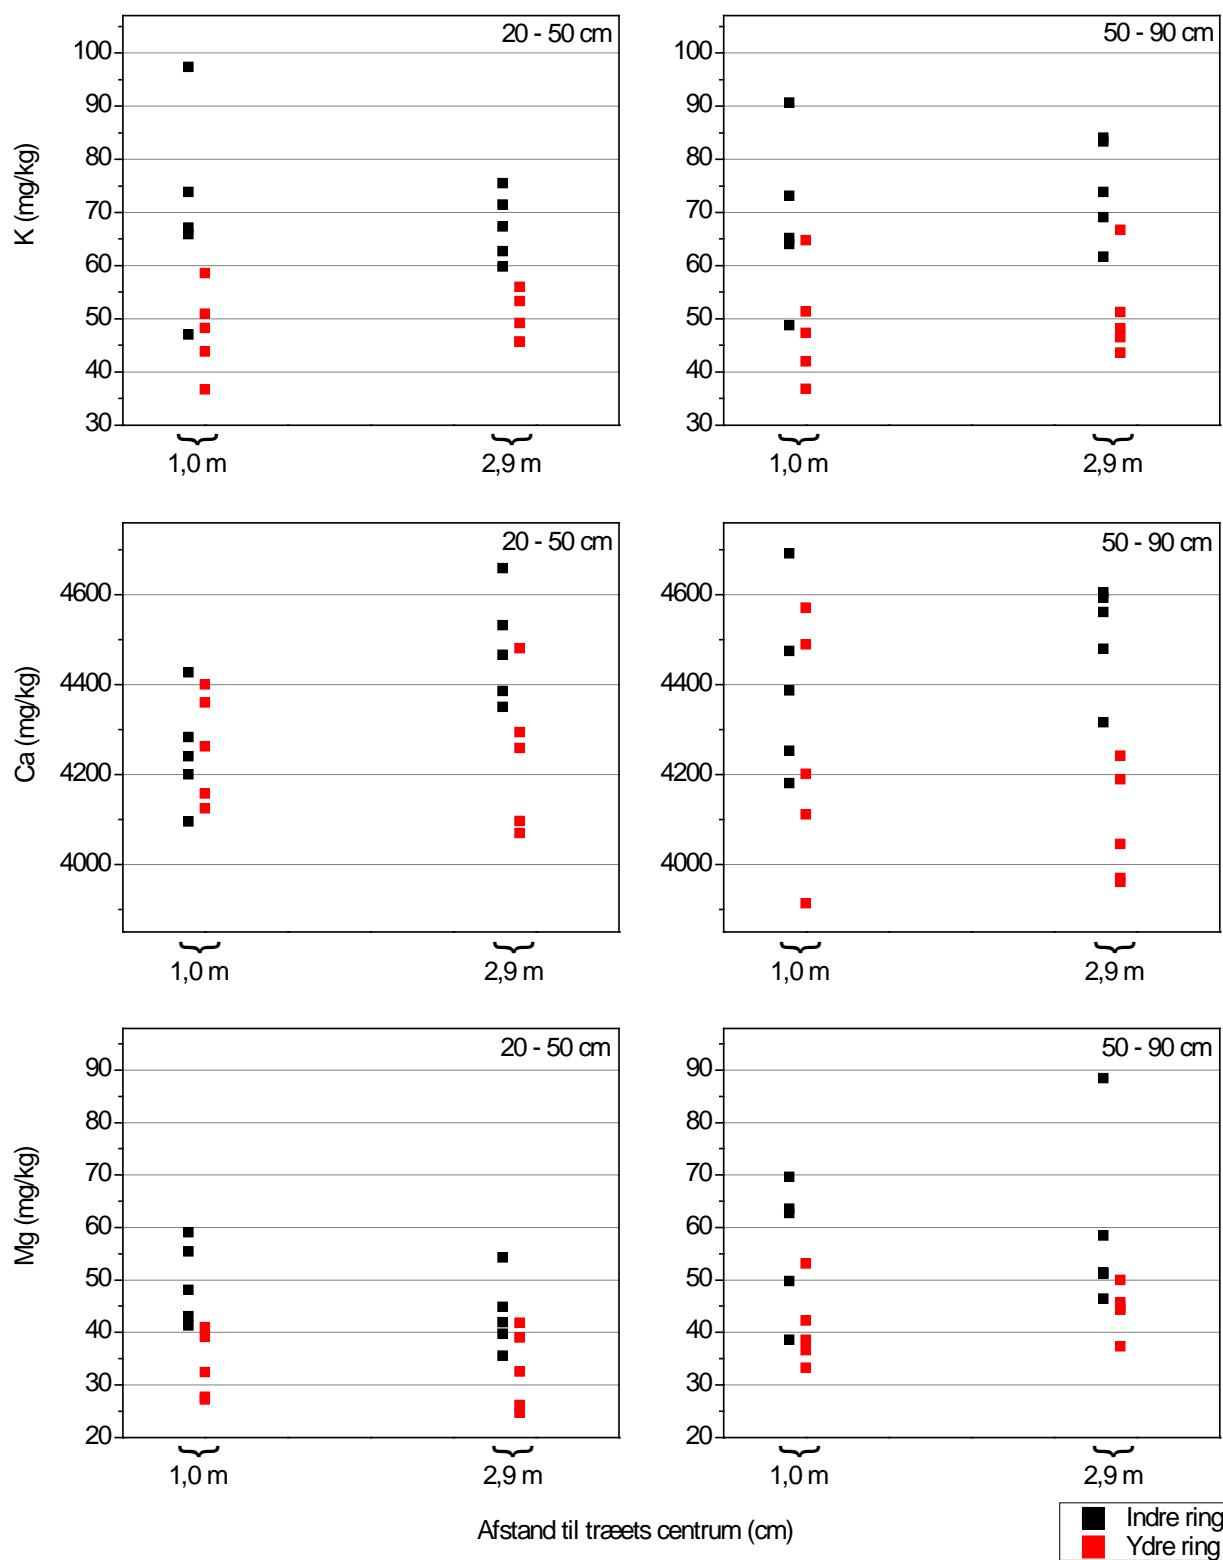 20 - 50 cm
K (mg/kg)
100
90
80
70
60
50
40
30
1,0 m
2,9 m
50 - 90 cm
100
90
80
70
60
50
40
30
1,0 m
2,9 m
20 - 50 cm
Ca (mg/kg)
4600
4400
4200
4000
1,0 m
2,9 m
50 - 90 cm
4600
4400
4200
4000
1,0 m
2,9 m
20 - 50 cm
Mg (mg/kg)
90
80
70
60
50
40
30
20
1,0 m
2,9 m
50 - 90 cm
90
80
70
60
50
40
30
20
1,0 m
2,9 m
Afstand til træets centrum (cm)
Indre ring
Ydre ring